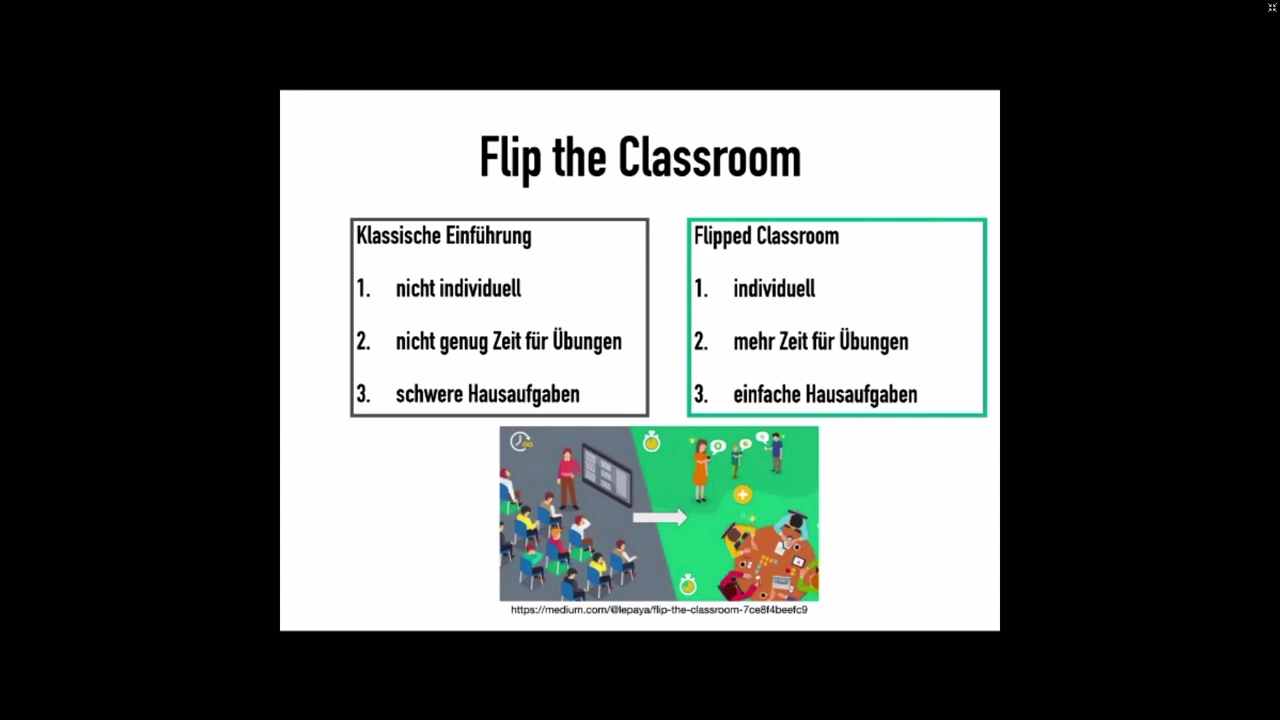 Flip the Classroom
Klassische Einführung
1. nicht individuell
2. nicht genug Zeit für Übungen
3. schwere Hausaufgaben
Flipped Classroom
1. individuell
2. mehr Zeit für Übungen
3. einfache Hausaufgaben
https://medium.com/@lepaya/flip-the-classroom-7ce8f4beefc9